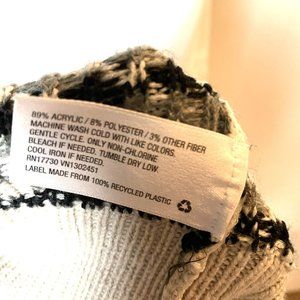 89% ACRYLIC / 8% POLYESTER / 3% OTHER FIBER
MACHINE WASH COLD WITH LIKE COLORS.
GENTLE CYCLE. ONLY NON-CHLORINE
BLEACH IF NEEDED. TUMBLE DRY LOW.
COOL IRON IF NEEDED.
RN17730 VN1302451
LABEL MADE FROM 100% RECYCLED PLASTIC